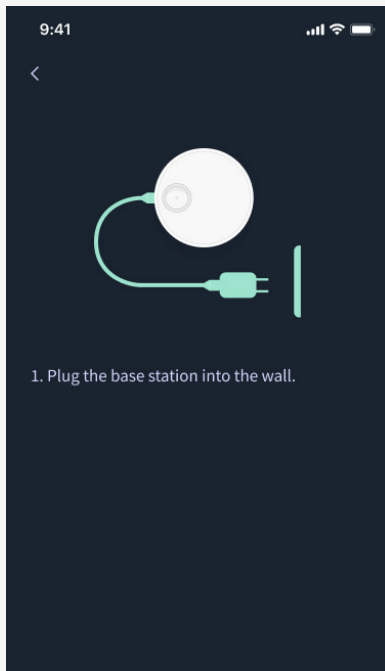 9:41
1. Plug the base station into the wall.